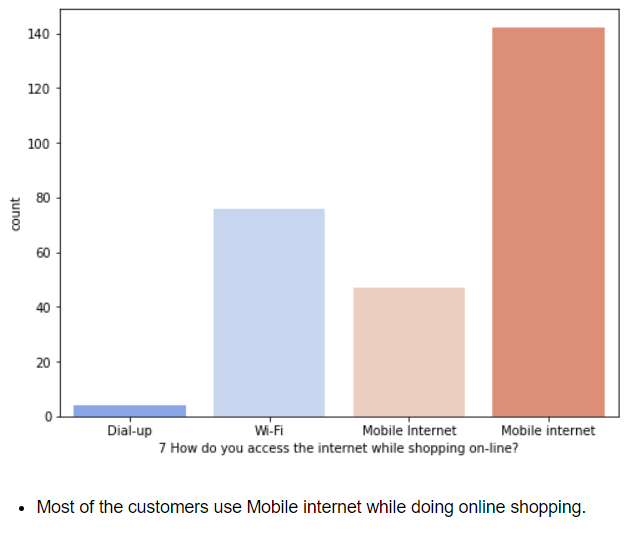 140
120
100
80
60
40
20
0
count
Dial-up Wi-Fi Mobile Internet Mobile internet
7 How do you access the internet while shopping on-line?
• Most of the customers use Mobile internet while doing online shopping.